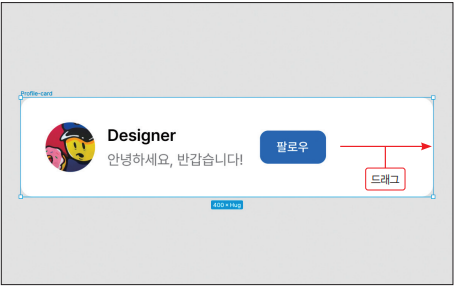 Profile-card
Designer
안녕하세요, 반갑습니다!
팔로우
드래그
400 × Hug